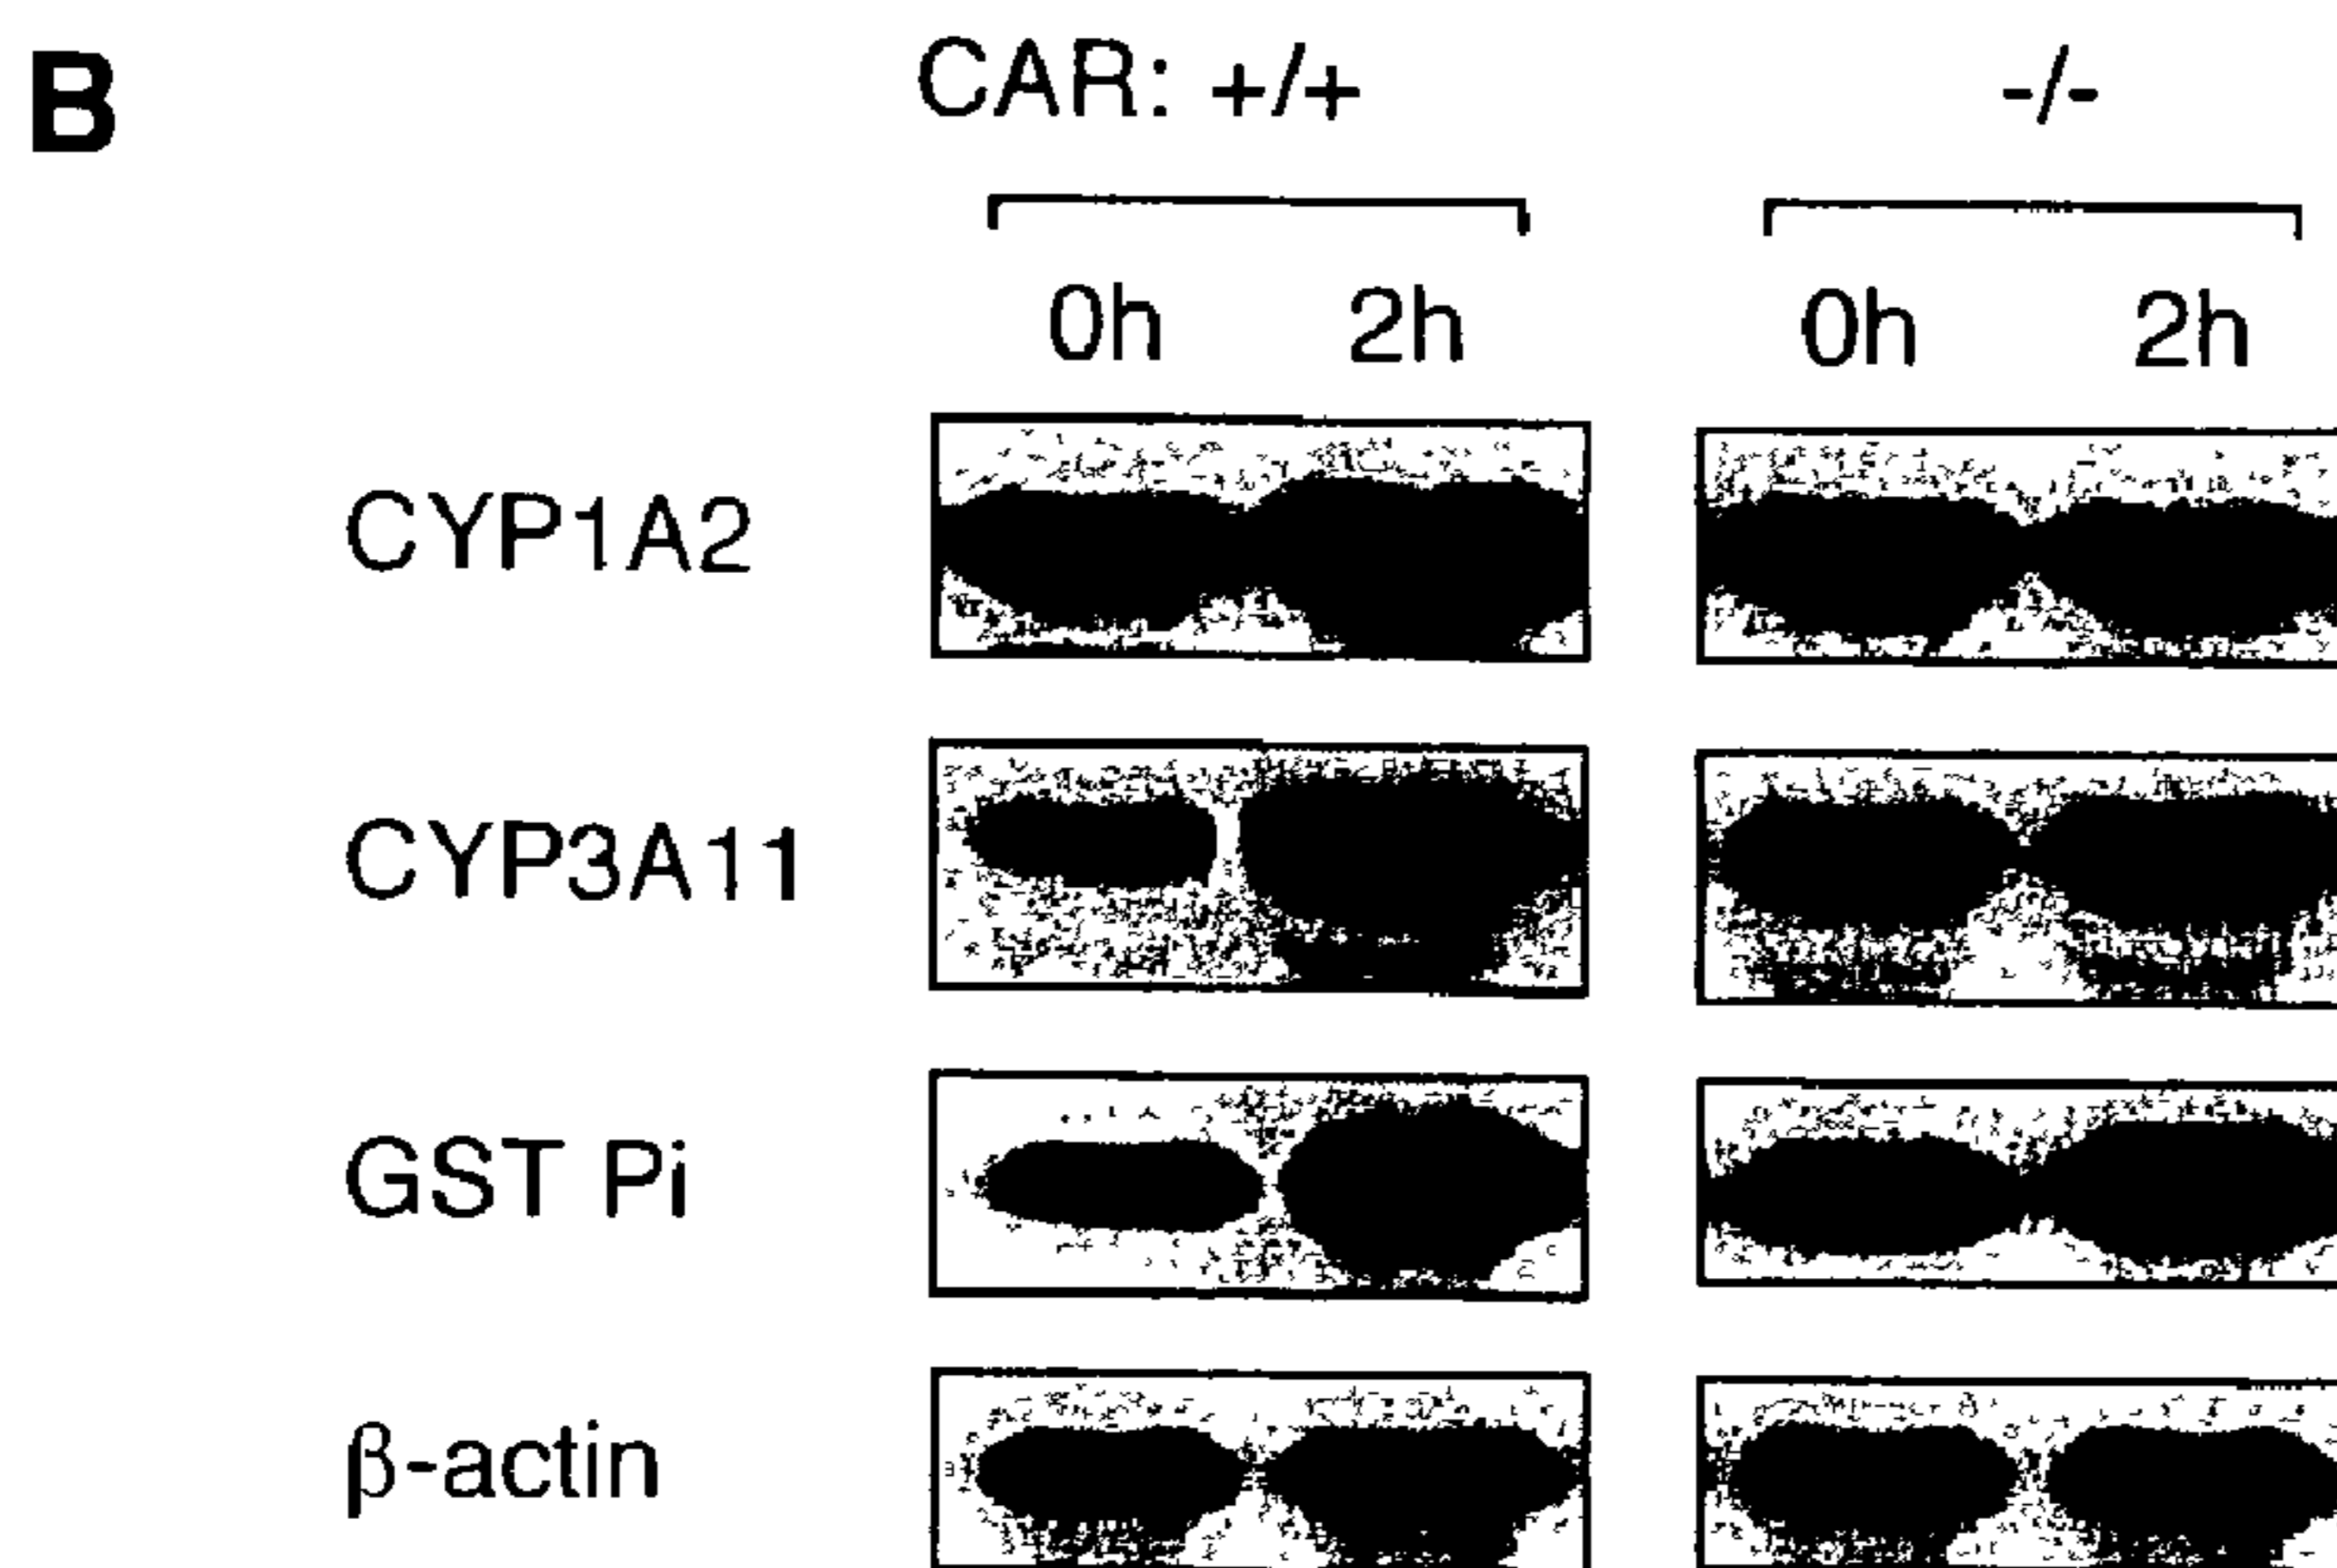 B
CAR: +/+ -/-
0h 2h 0h 2h
CYP1A2
CYP3A11
GST Pi
β-actin